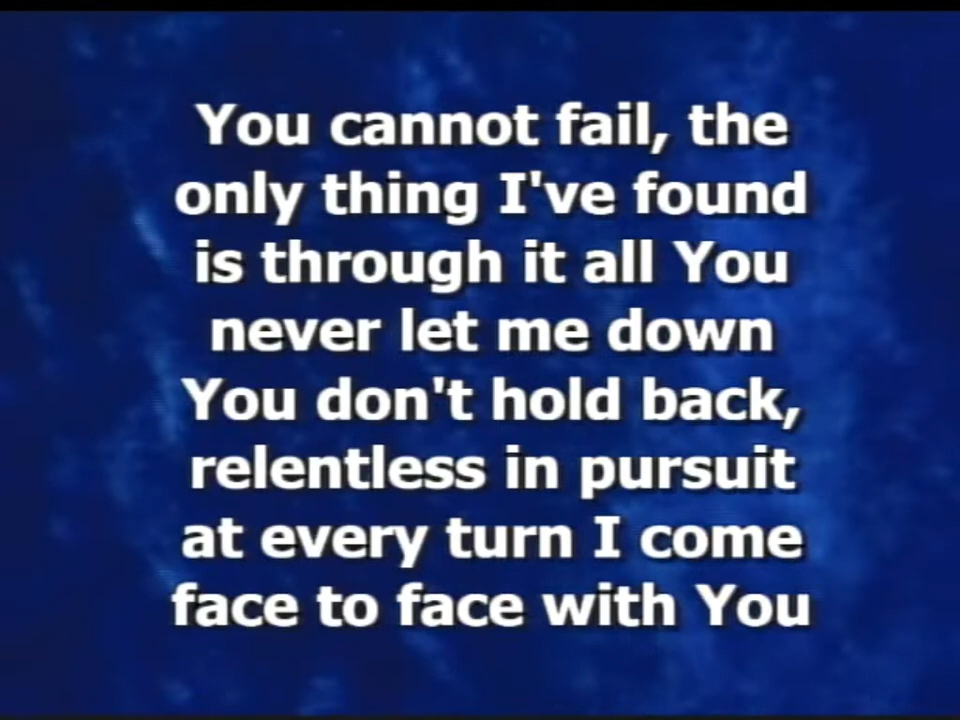 You cannot fail, the
only thing I've found
is through it all You
never let me down
You don't hold back,
relentless in pursuit
at every turn I come
face to face with You